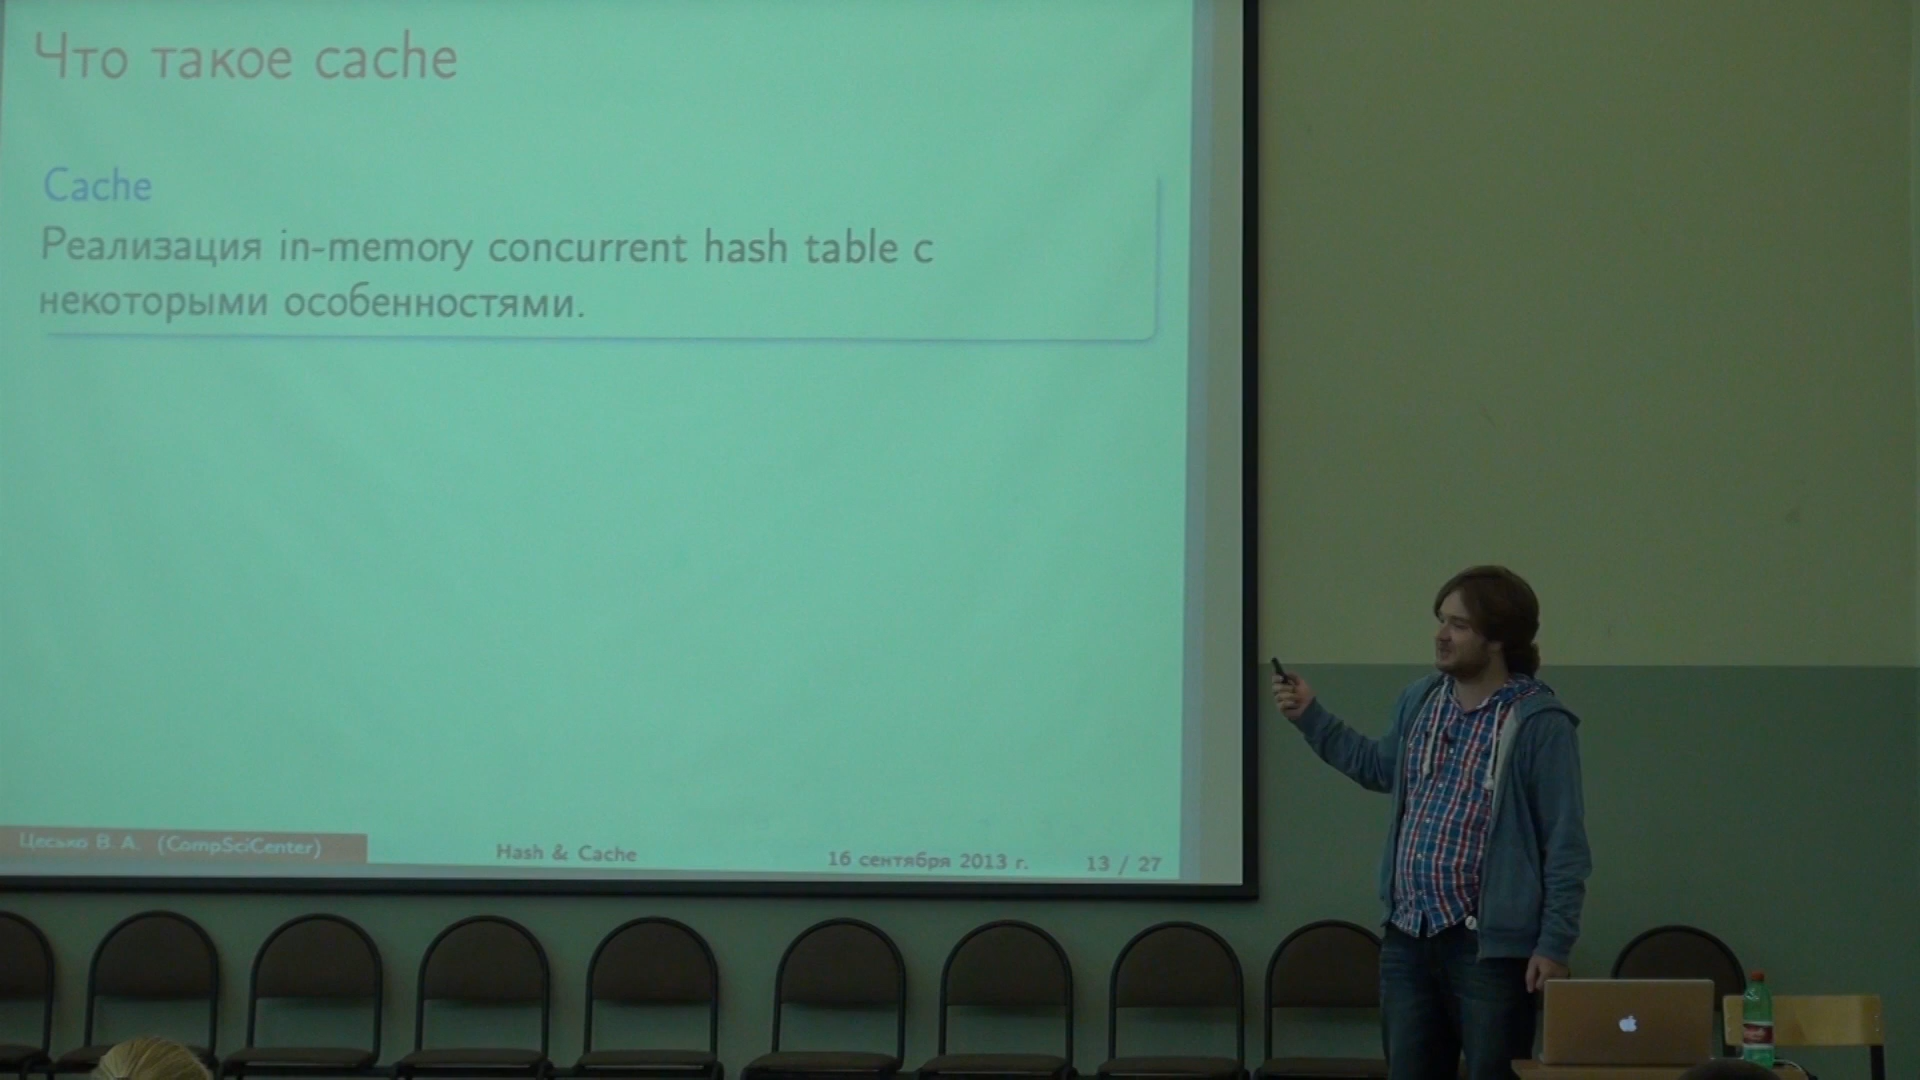 Что такое cache
Cache
Реализация in-memory concurrent hash table с
некоторыми особенностями.
Цесько В. А. (CompSciCenter)
Hash & Cache
16 сентября 2013 г.
13 / 27